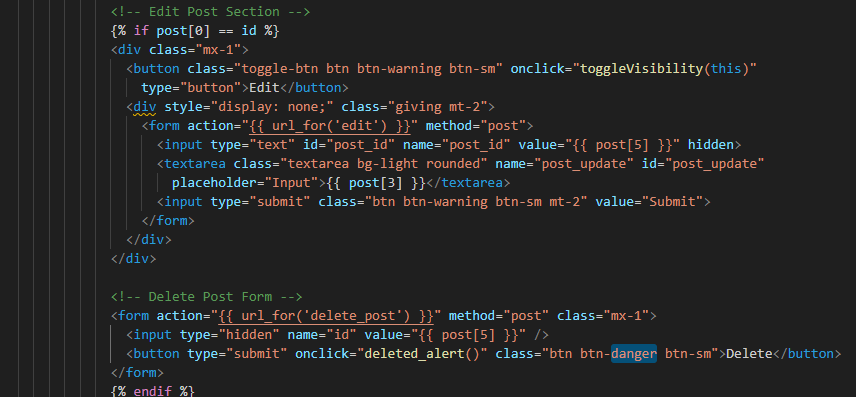 <!-- Edit Post Section -->
{% if post[0] == id %}
<div class="mx-1">
<button class="toggle-btn btn btn-warning btn-sm" onclick="toggleVisibility(this)"
type="button">Edit</button>
<div style="display: none;" class="giving mt-2">
<form action="{{ url_for('edit') }}" method="post">
<input type="text" id="post_id" name="post_id" value="{{ post[5] }}" hidden>
<textarea class="textarea bg-light rounded" name="post_update" id="post_update"
placeholder="Input">{{ post[3] }}</textarea>
<input type="submit" class="btn btn-warning btn-sm mt-2" value="Submit">
</form>
</div>
</div>
<!-- Delete Post Form -->
<form action="{{ url_for('delete_post') }}" method="post" class="mx-1">
<input type="hidden" name="id" value="{{ post[5] }}" />
<button type="submit" onclick="deleted_alert()" class="btn btn-danger btn-sm">Delete</button>
</form>
{% endif %}